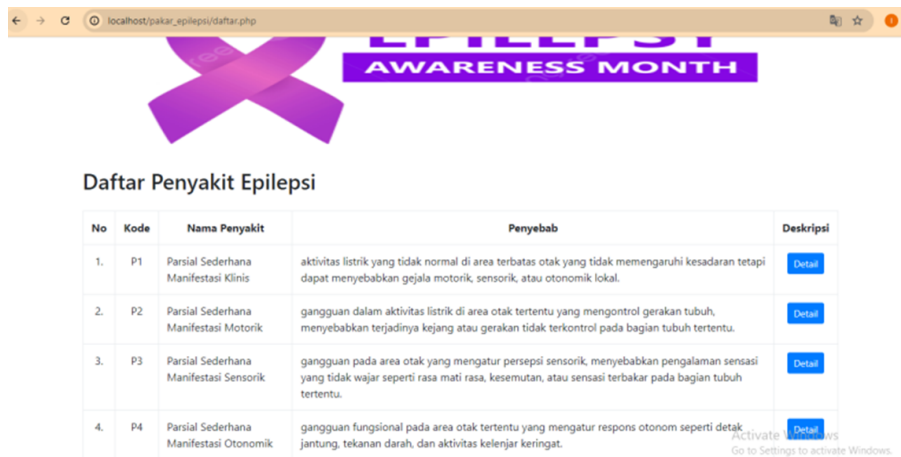 localhost/pakar_epilepsi/daftar.php
EPILEPSY
AWARENESS MONTH
Daftar Penyakit Epilepsi
No Kode Nama Penyakit Penyebab Deskripsi
1. P1 Parsial Sederhana Manifestasi Klinis
aktivitas listrik yang tidak normal di area terbatas otak yang tidak memengaruhi kesadaran tetapi
dapat menyebabkan gejala motorik, sensorik, atau otonomik lokal.
Detail
2. P2 Parsial Sederhana Manifestasi Motorik
gangguan dalam aktivitas listrik di area otak tertentu yang mengontrol gerakan tubuh,
menyebabkan terjadinya kejang atau gerakan tidak terkontrol pada bagian tubuh tertentu.
Detail
3. P3 Parsial Sederhana Manifestasi Sensorik
gangguan pada area otak yang mengatur persepsi sensorik, menyebabkan pengalaman sensasi
yang tidak wajar seperti rasa mati rasa, kesemutan, atau sensasi terbakar pada bagian tubuh
tertentu.
Detail
4. P4 Parsial Sederhana Manifestasi Otonomik
gangguan fungsional pada area otak tertentu yang mengatur respons otonom seperti detak
jantung, tekanan darah, dan aktivitas kelenjar keringat.
Detail
Activate Windows
Go to Settings to activate Windows.